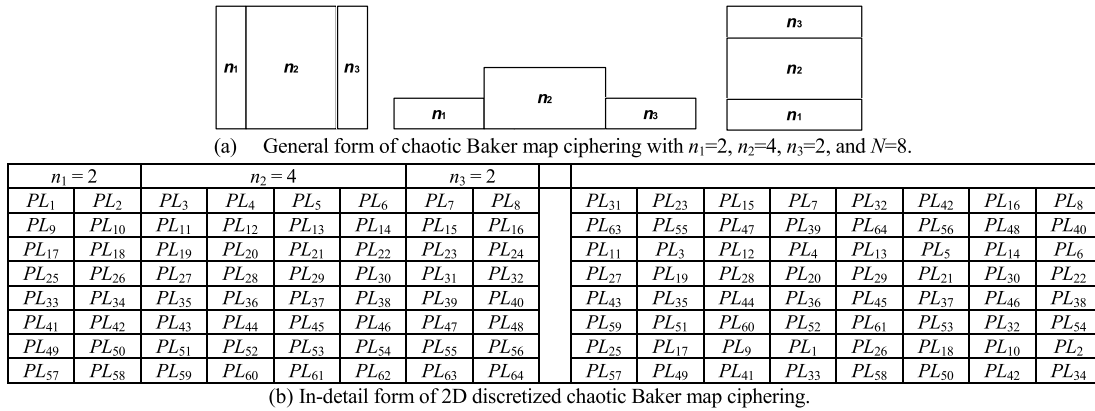 n1 n2 n3 n1 n2 n3 n3
n2
n1
(a) General form of chaotic Baker map ciphering with n1=2, n2=4, n3=2, and N=8.
n1 = 2 n2 = 4 n3 = 2
PL1 PL2 PL3 PL4 PL5 PL6 PL7 PL8 PL31 PL23 PL15 PL7 PL32 PL42 PL16 PL8
PL9 PL10 PL11 PL12 PL13 PL14 PL15 PL16 PL63 PL55 PL47 PL39 PL64 PL56 PL48 PL40
PL17 PL18 PL19 PL20 PL21 PL22 PL23 PL24 PL11 PL3 PL12 PL4 PL13 PL5 PL14 PL6
PL25 PL26 PL27 PL28 PL29 PL30 PL31 PL32 PL27 PL19 PL28 PL20 PL29 PL21 PL30 PL22
PL33 PL34 PL35 PL36 PL37 PL38 PL39 PL40 PL43 PL35 PL44 PL36 PL45 PL37 PL46 PL38
PL41 PL42 PL43 PL44 PL45 PL46 PL47 PL48 PL59 PL51 PL60 PL52 PL61 PL53 PL32 PL54
PL49 PL50 PL51 PL52 PL53 PL54 PL55 PL56 PL25 PL17 PL9 PL1 PL26 PL18 PL10 PL2
PL57 PL58 PL59 PL60 PL61 PL62 PL63 PL64 PL57 PL49 PL41 PL33 PL58 PL50 PL42 PL34
(b) In-detail form of 2D discretized chaotic Baker map ciphering.